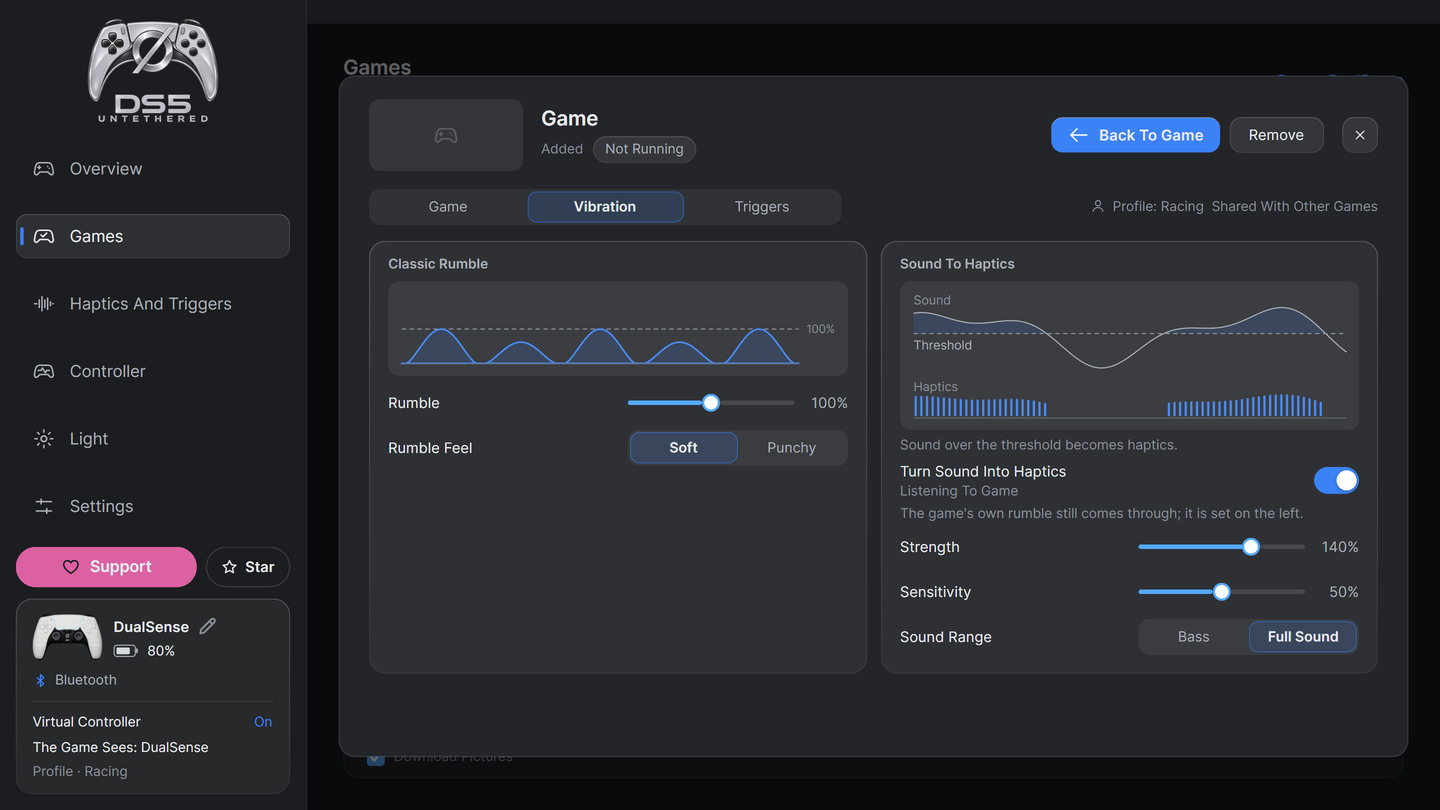 DS5
UNTETHERED
Overview
Games
Haptics And Triggers
Controller
Light
Settings
Support
Star
DualSense
80%
Bluetooth
Virtual Controller On
The Game Sees: DualSense
Profile · Racing
Games
Game
Added Not Running
Back To Game
Remove
Game Vibration Triggers
Profile: Racing Shared With Other Games
Classic Rumble
100%
Rumble 100%
Rumble Feel Soft Punchy
Sound To Haptics
Sound
Threshold
Haptics
Sound over the threshold becomes haptics.
Turn Sound Into Haptics
Listening To Game
The game's own rumble still comes through; it is set on the left.
Strength 140%
Sensitivity 50%
Sound Range Bass Full Sound
Download Pictures